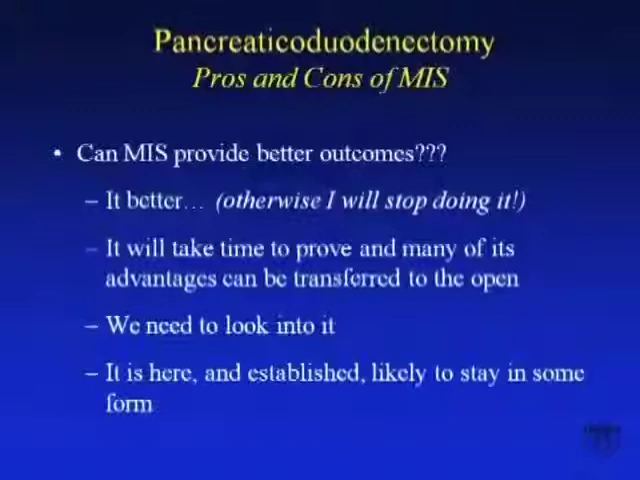 Pancreaticoduodenectomy
Pros and Cons of MIS
• Can MIS provide better outcomes???
– It better… (otherwise I will stop doing it!)
– It will take time to prove and many of its
advantages can be transferred to the open
– We need to look into it
– It is here, and established, likely to stay in some
form